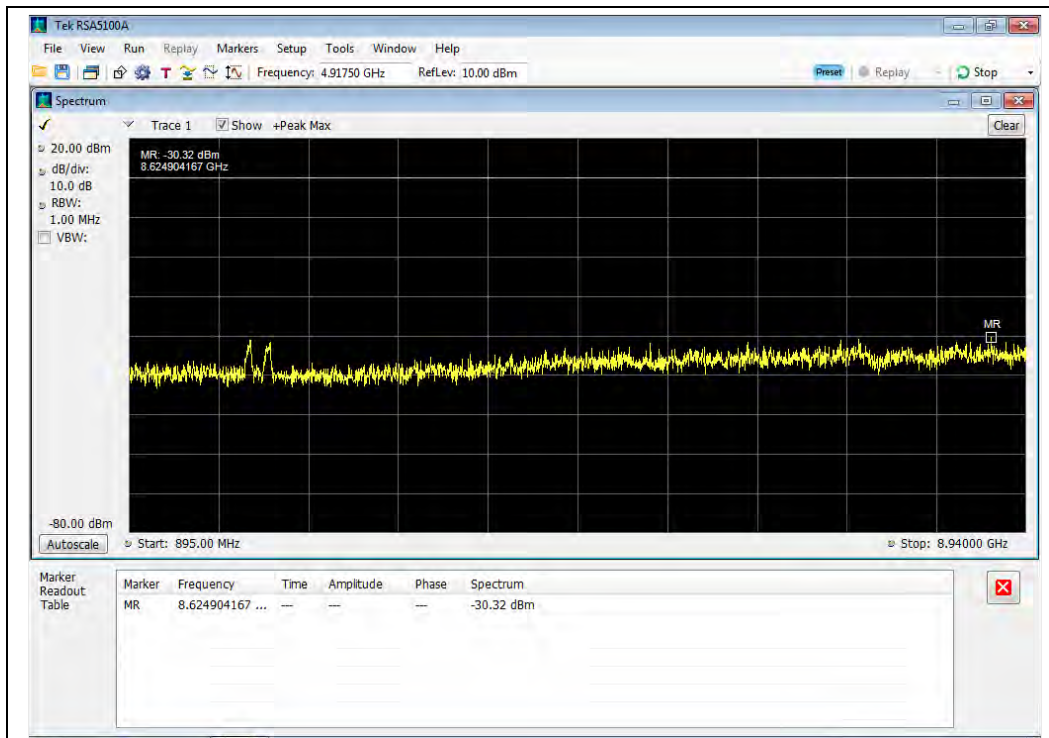 Tek RSA5100A
File View Run Replay Markers Setup Tools Window Help
T Frequency: 4.91750 GHz RefLev: 10.00 dBm Preset Replay Stop
Spectrum
Trace 1 Show +Peak Max Clear
20.00 dBm
dB/div:
10.0 dB
RBW:
1.00 MHz
VBW:
MR: -30.32 dBm
8.624904167 GHz
MR
-80.00 dBm
Autoscale Start: 895.00 MHz Stop: 8.94000 GHz
Marker
Readout
Table
Marker Frequency Time Amplitude Phase Spectrum
MR 8.624904167 ... --- --- --- -30.32 dBm